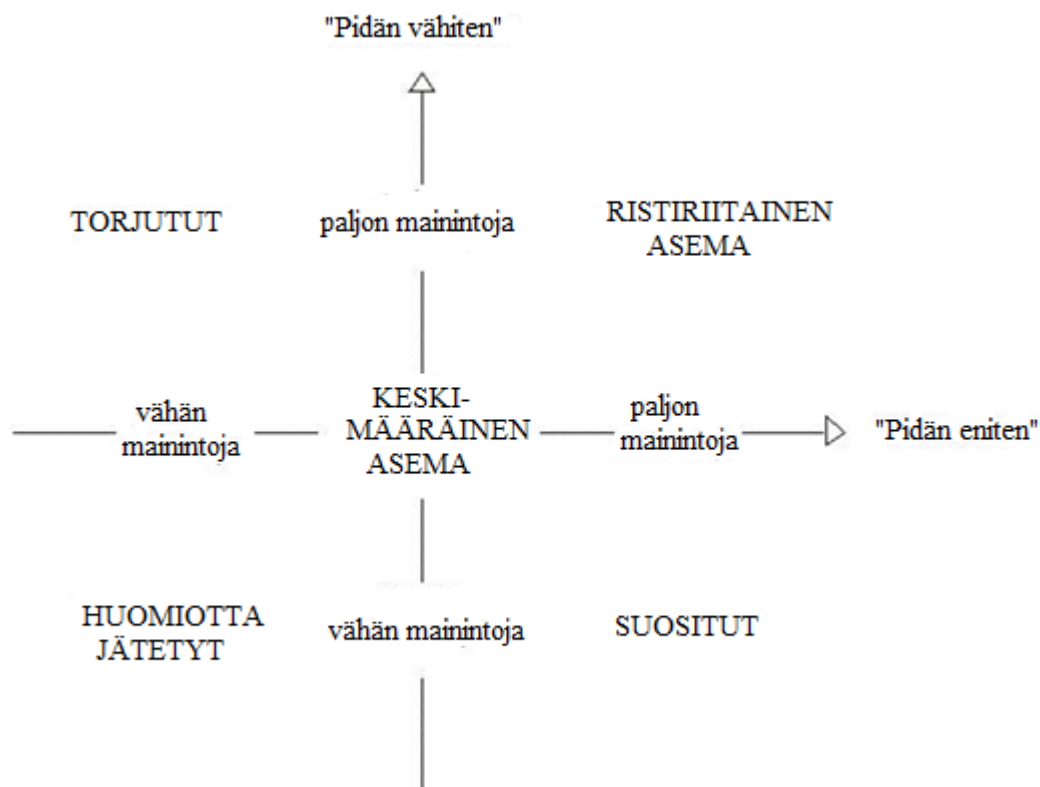 "Pidän vähiten"
TORJUTUT
paljon mainintoja
RISTIRIITAINEN
ASEMA
vähän
mainintoja
KESKI-
MÄÄRÄINEN
ASEMA
paljon
mainintoja
"Pidän eniten"
HUOMIOTTA
JÄTETYT
vähän mainintoja
SUOSITUT